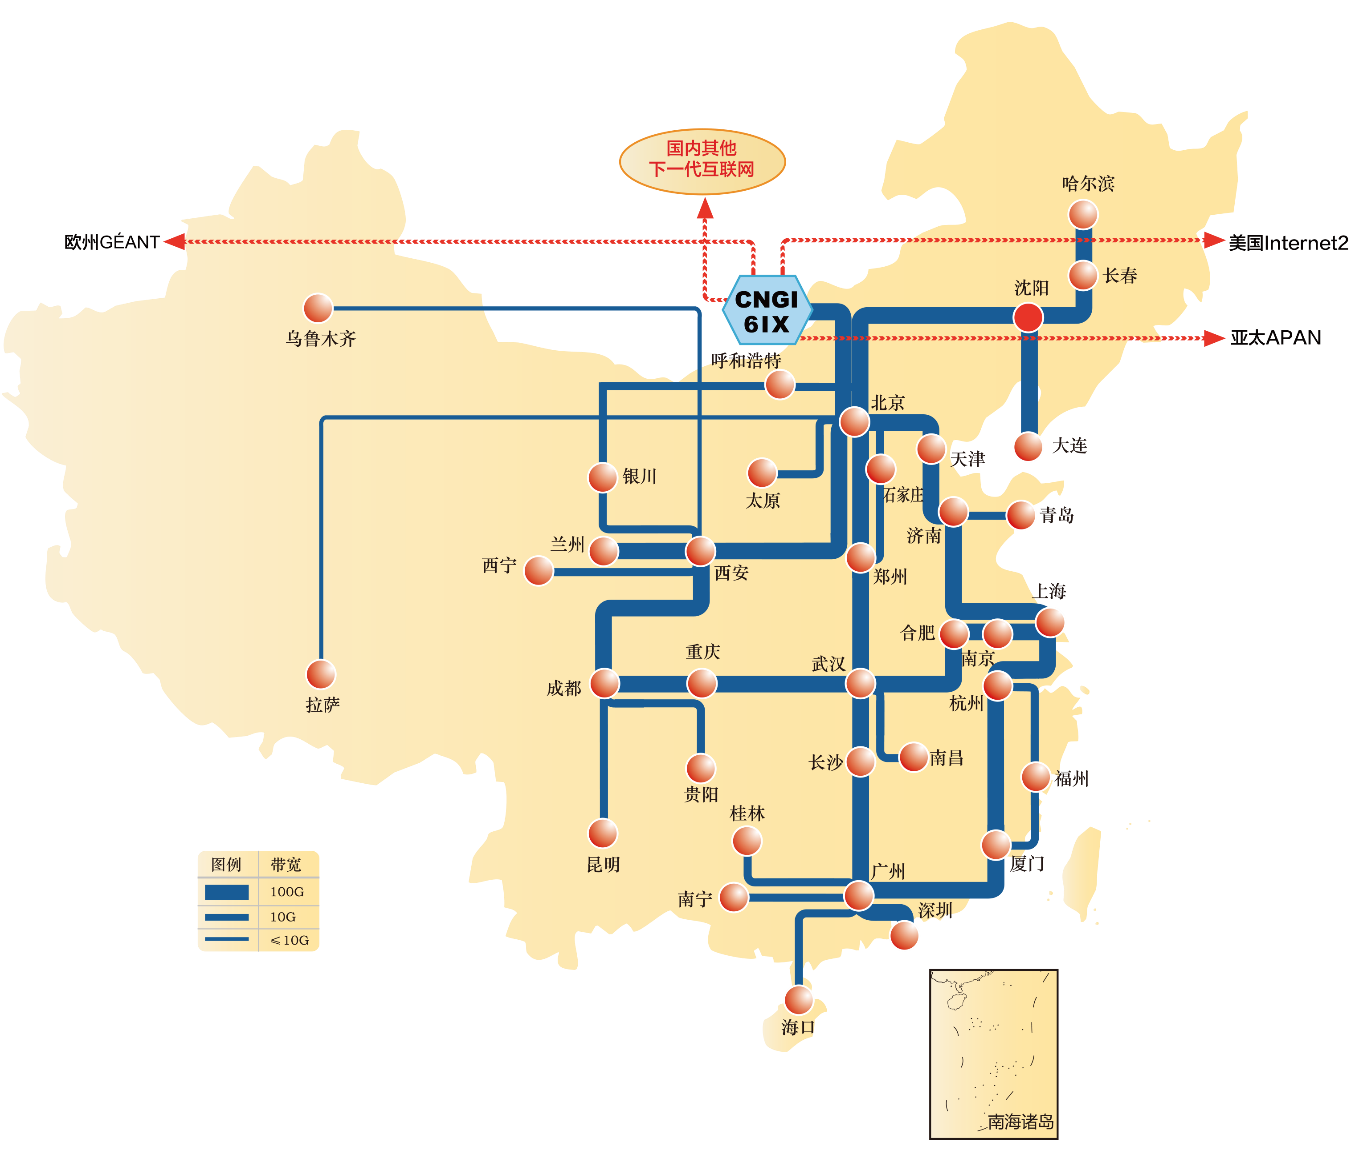 国内其他
下一代互联网
哈尔滨
欧州GÉANT
美国Internet2
长春
CNGI
6IX
沈阳
乌鲁木齐
亚太APAN
呼和浩特
北京
天津
大连
银川
太原
石家庄
青岛
济南
兰州
西宁
西安
郑州
上海
合肥
南京
重庆
武汉
成都
拉萨
杭州
长沙
南昌
福州
贵阳
桂林
昆明
厦门
广州
南宁
深圳
海口
图例 带宽
100G
10G
≤10G
南海诸岛